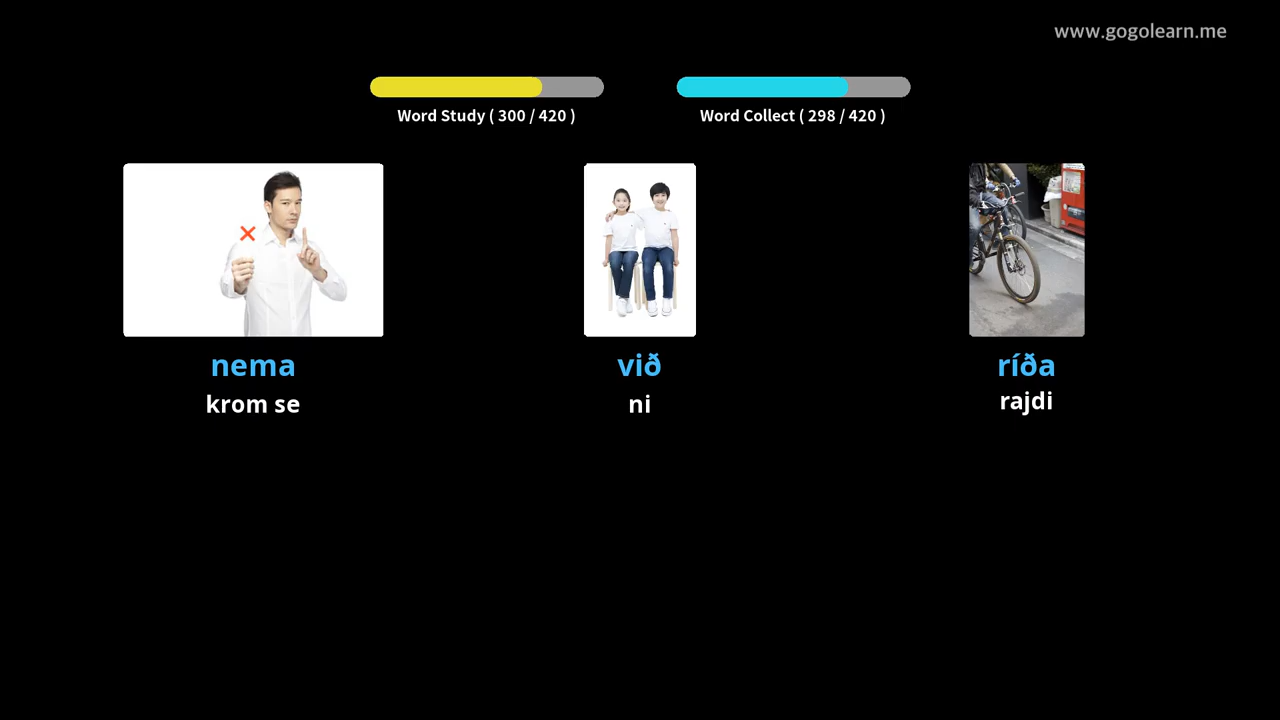 www.gogolearn.me
Word Study ( 300 / 420 )
Word Collect ( 298 / 420 )
nema
við
ríða
krom se
ni
rajdi